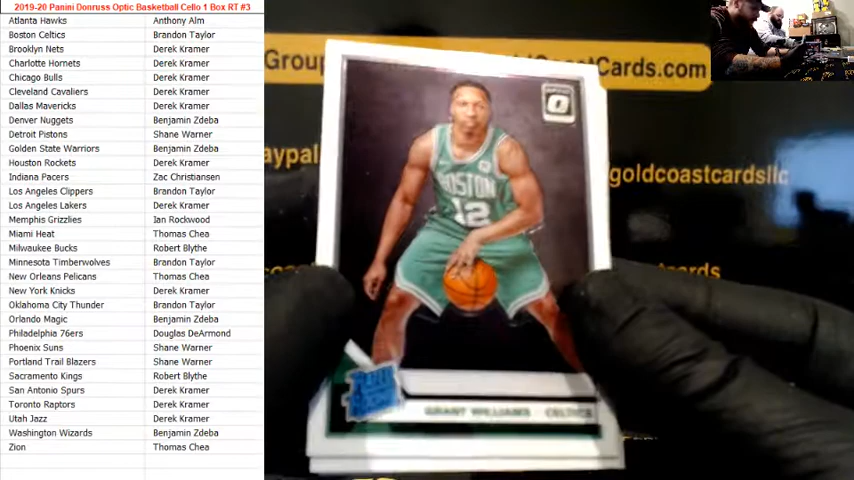 2019-20 Panini Donruss Optic Basketball Cello 1 Box RT #3
Atlanta Hawks Anthony Alm
Boston Celtics Brandon Taylor
Brooklyn Nets Derek Kramer
Charlotte Hornets Derek Kramer
Chicago Bulls Derek Kramer
Cleveland Cavaliers Derek Kramer
Dallas Mavericks Derek Kramer
Denver Nuggets Benjamin Zdeba
Detroit Pistons Shane Warner
Golden State Warriors Benjamin Zdeba
Houston Rockets Derek Kramer
Indiana Pacers Zac Christiansen
Los Angeles Clippers Brandon Taylor
Los Angeles Lakers Derek Kramer
Memphis Grizzlies Ian Rockwood
Miami Heat Thomas Chea
Milwaukee Bucks Robert Blythe
Minnesota Timberwolves Brandon Taylor
New Orleans Pelicans Thomas Chea
New York Knicks Derek Kramer
Oklahoma City Thunder Brandon Taylor
Orlando Magic Benjamin Zdeba
Philadelphia 76ers Douglas DeArmond
Phoenix Suns Shane Warner
Portland Trail Blazers Shane Warner
Sacramento Kings Robert Blythe
San Antonio Spurs Derek Kramer
Toronto Raptors Derek Kramer
Utah Jazz Derek Kramer
Washington Wizards Benjamin Zdeba
Zion Thomas Chea
Group
Cards.com
paypal
goldcoastcardsllc
cards
BOSTON
12
GRANT WILLIAMS CELTICS